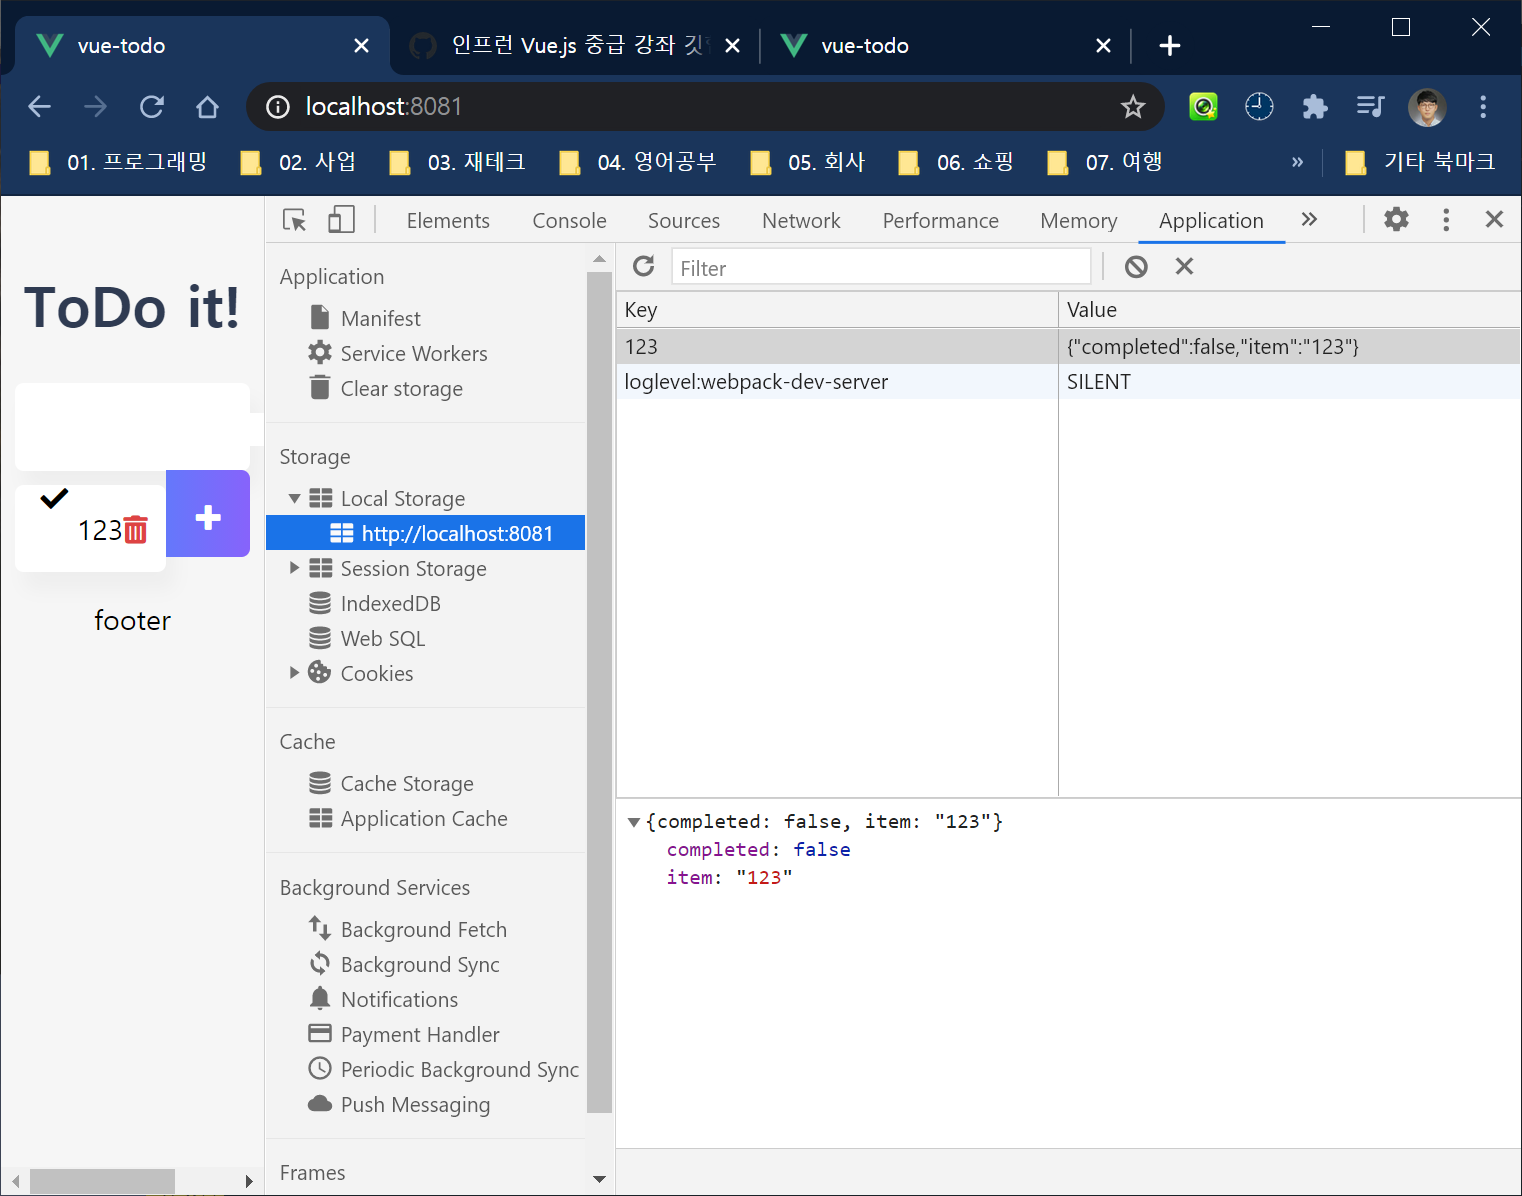 vue-todo
인프런 Vue.js 중급 강좌 깃
vue-todo
localhost:8081
01. 프로그래밍
02. 사업
03. 재테크
04. 영어공부
05. 회사
06. 쇼핑
07. 여행
»
기타 북마크
ToDo it!
123
footer
Elements
Console
Sources
Network
Performance
Memory
Application
»
Application
Manifest
Service Workers
Clear storage
Storage
Local Storage
http://localhost:8081
Session Storage
IndexedDB
Web SQL
Cookies
Cache
Cache Storage
Application Cache
Background Services
Background Fetch
Background Sync
Notifications
Payment Handler
Periodic Background Sync
Push Messaging
Frames
Filter
Key Value
123 {"completed":false,"item":"123"}
loglevel:webpack-dev-server SILENT
{completed: false, item: "123"}
completed: false
item: "123"